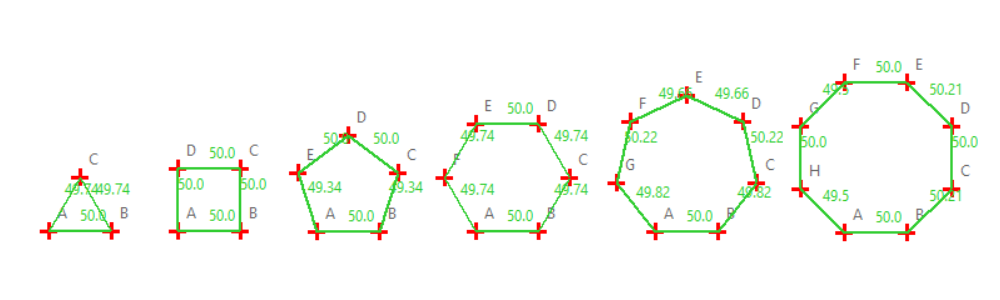 C
49.74 49.74
A 50.0 B
D 50.0 C
50.0 50.0
A 50.0 B
D
50.0 50.0
E C
49.34 49.34
A 50.0 B
E 50.0 D
49.74 49.74
F C
49.74 49.74
A 50.0 B
E
49.66 49.66
F D
50.22 50.22
G C
49.82 49.82
A 50.0 B
F 50.0 E
49.5 50.21
G D
50.0 50.0
H C
49.5 50.21
A 50.0 B